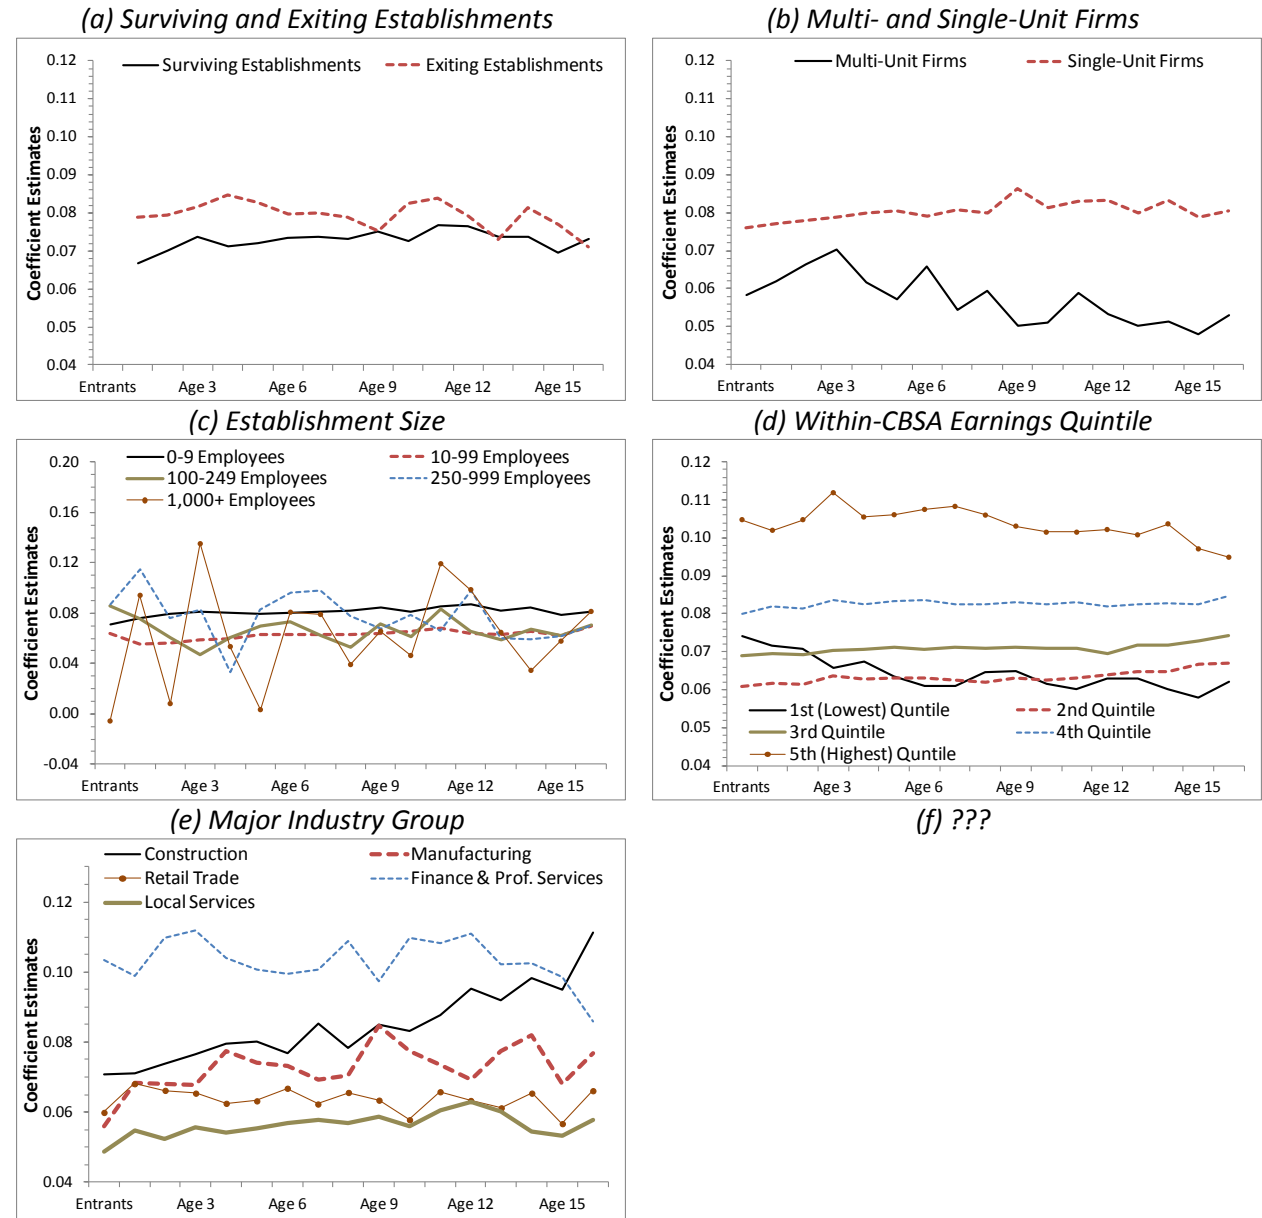 (a) Surviving and Exiting Establishments
Surviving Establishments Exiting Establishments
0.12
0.11
0.10
0.09
0.08
0.07
0.06
0.05
0.04
Coefficient Estimates
Entrants Age 3 Age 6 Age 9 Age 12 Age 15
(b) Multi- and Single-Unit Firms
Multi-Unit Firms Single-Unit Firms
0.12
0.11
0.10
0.09
0.08
0.07
0.06
0.05
0.04
Coefficient Estimates
Entrants Age 3 Age 6 Age 9 Age 12 Age 15
(c) Establishment Size
0-9 Employees 10-99 Employees
100-249 Employees 250-999 Employees
1,000+ Employees
0.20
0.16
0.12
0.08
0.04
0.00
-0.04
Coefficient Estimates
Entrants Age 3 Age 6 Age 9 Age 12 Age 15
(d) Within-CBSA Earnings Quintile
0.12
0.11
0.10
0.09
0.08
0.07
0.06
0.05
0.04
Coefficient Estimates
1st (Lowest) Quntile 2nd Quintile
3rd Quintile 4th Quintile
5th (Highest) Quntile
Entrants Age 3 Age 6 Age 9 Age 12 Age 15
(e) Major Industry Group
Construction Manufacturing
Retail Trade Finance & Prof. Services
Local Services
0.12
0.10
0.08
0.06
0.04
Coefficient Estimates
Entrants Age 3 Age 6 Age 9 Age 12 Age 15
(f) ???